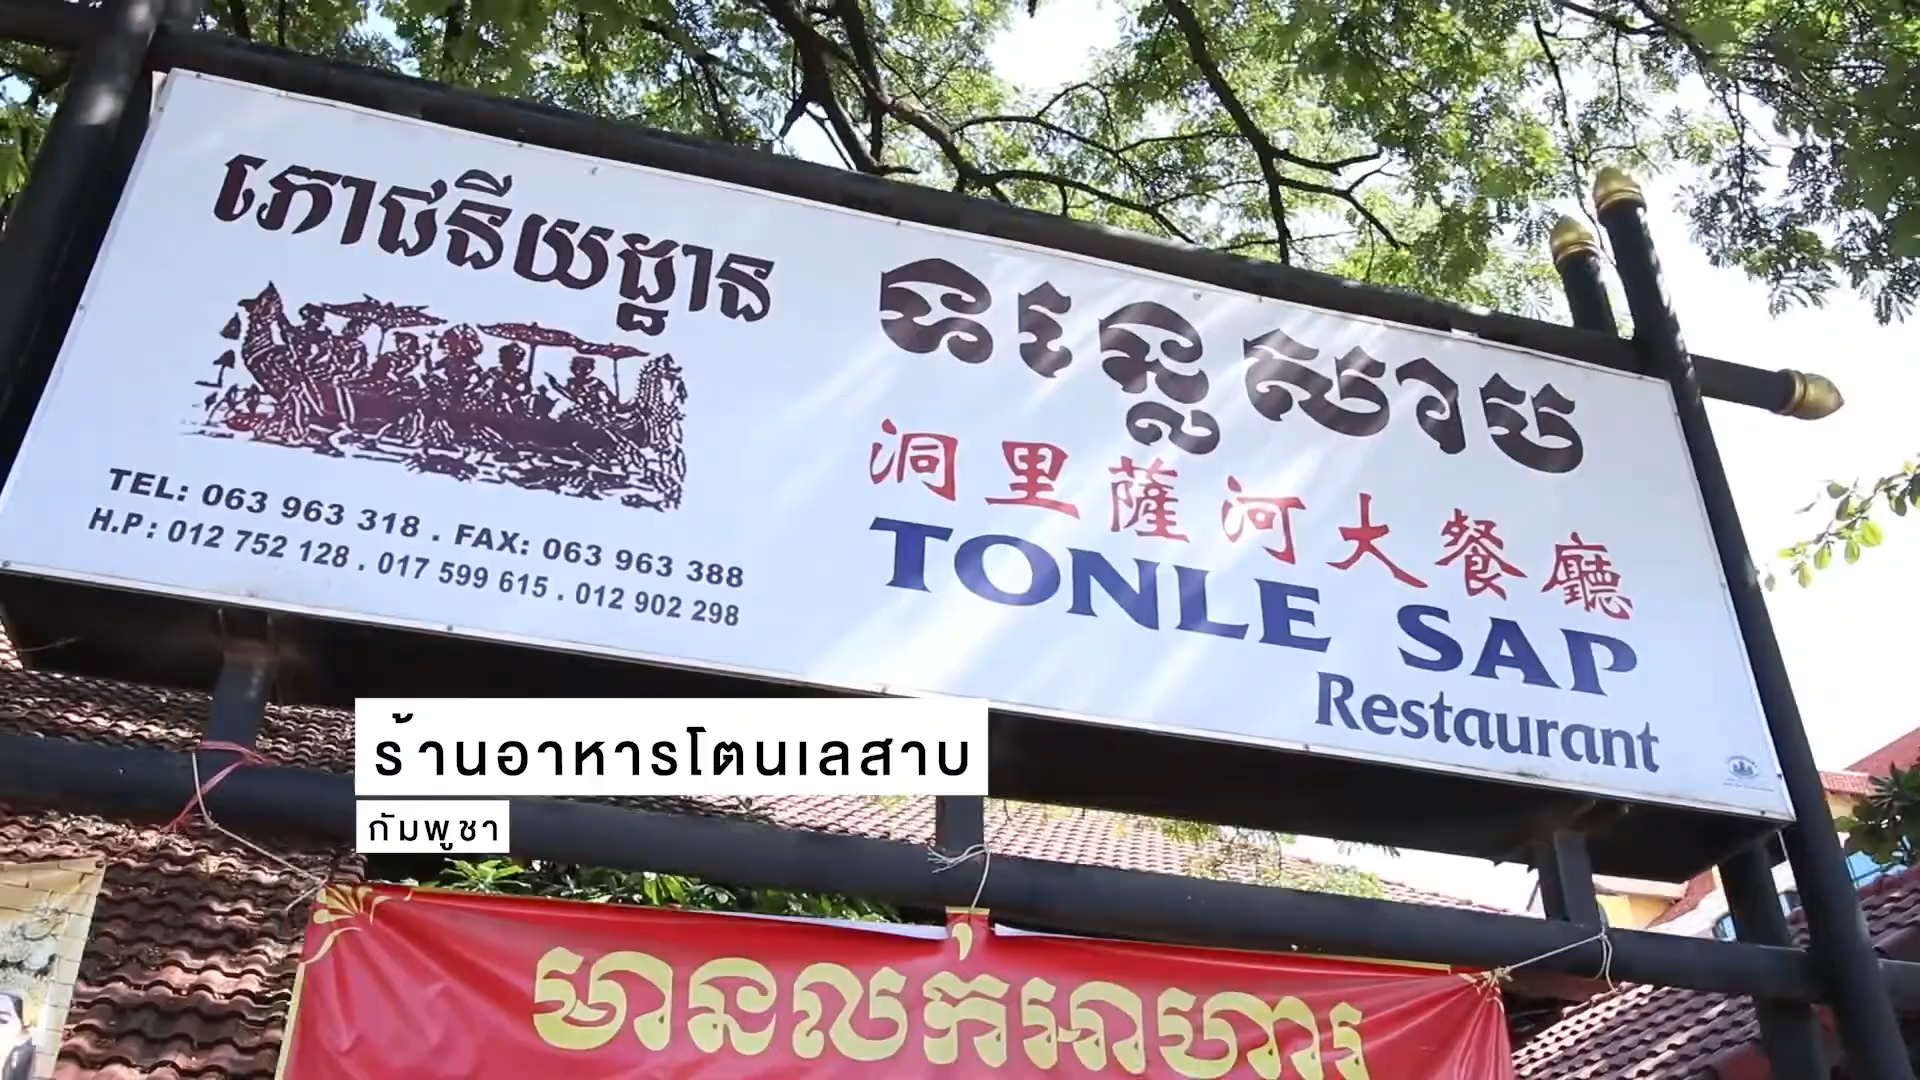 ភោជនីយដ្ឋាន
ទន្លេសាប
洞里薩河大餐廳
TONLE SAP
Restaurant
TEL: 063 963 318 . FAX: 063 963 388
H.P : 012 752 128 . 017 599 615 . 012 902 298
ร้านอาหารโตนเลสาบ
กัมพูชา
មានលក់អាហារ